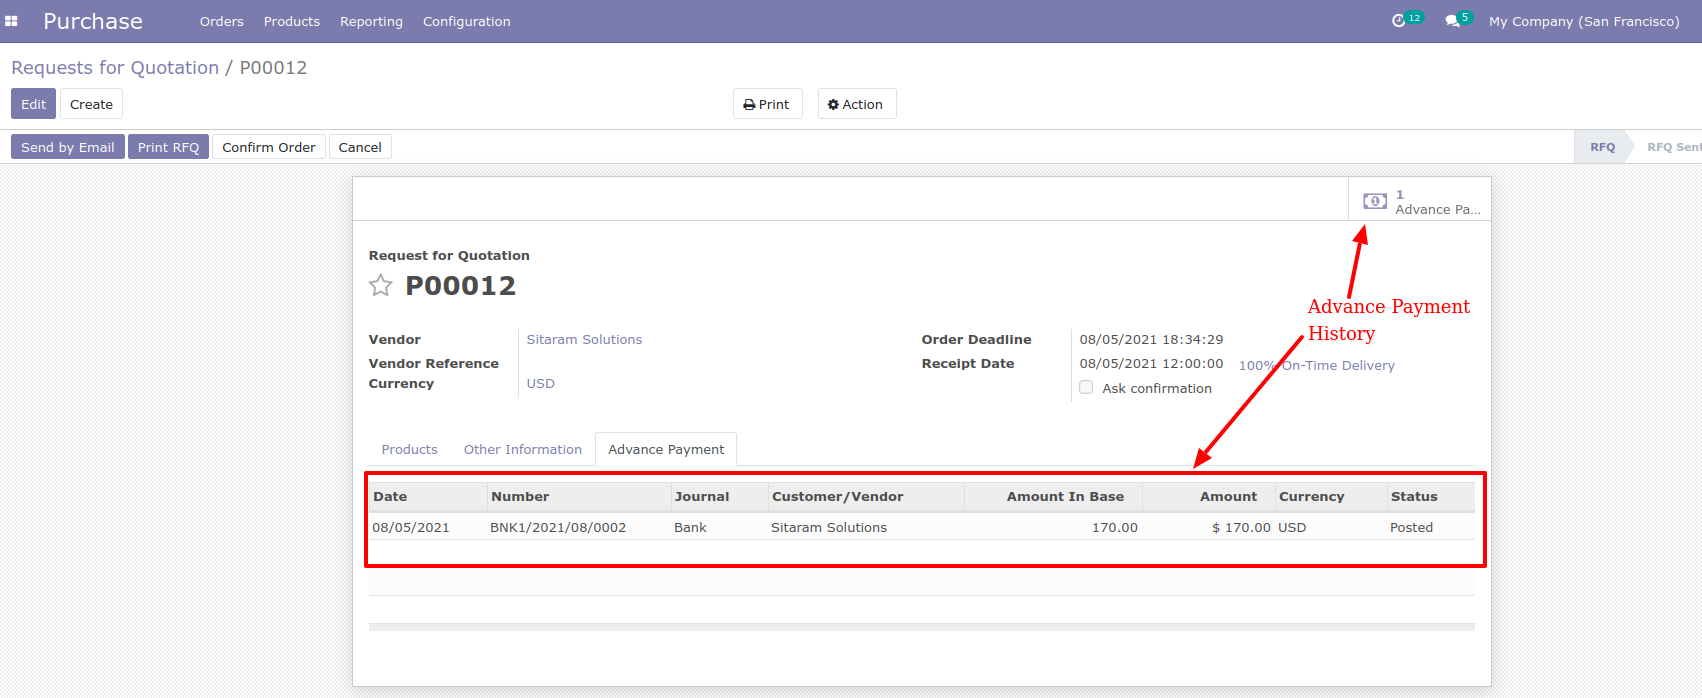 Purchase Orders Products Reporting Configuration 12 5 My Company (San Francisco)
Requests for Quotation / P00012
Edit Create Print Action
Send by Email Print RFQ Confirm Order Cancel RFQ RFQ Sent
1
Advance Pa...
Request for Quotation
P00012
Advance Payment
History
Vendor Sitaram Solutions Order Deadline 08/05/2021 18:34:29
Vendor Reference Receipt Date 08/05/2021 12:00:00 100% On-Time Delivery
Currency USD Ask confirmation
Products Other Information Advance Payment
Date Number Journal Customer/Vendor Amount In Base Amount Currency Status
08/05/2021 BNK1/2021/08/0002 Bank Sitaram Solutions 170.00 $ 170.00 USD Posted